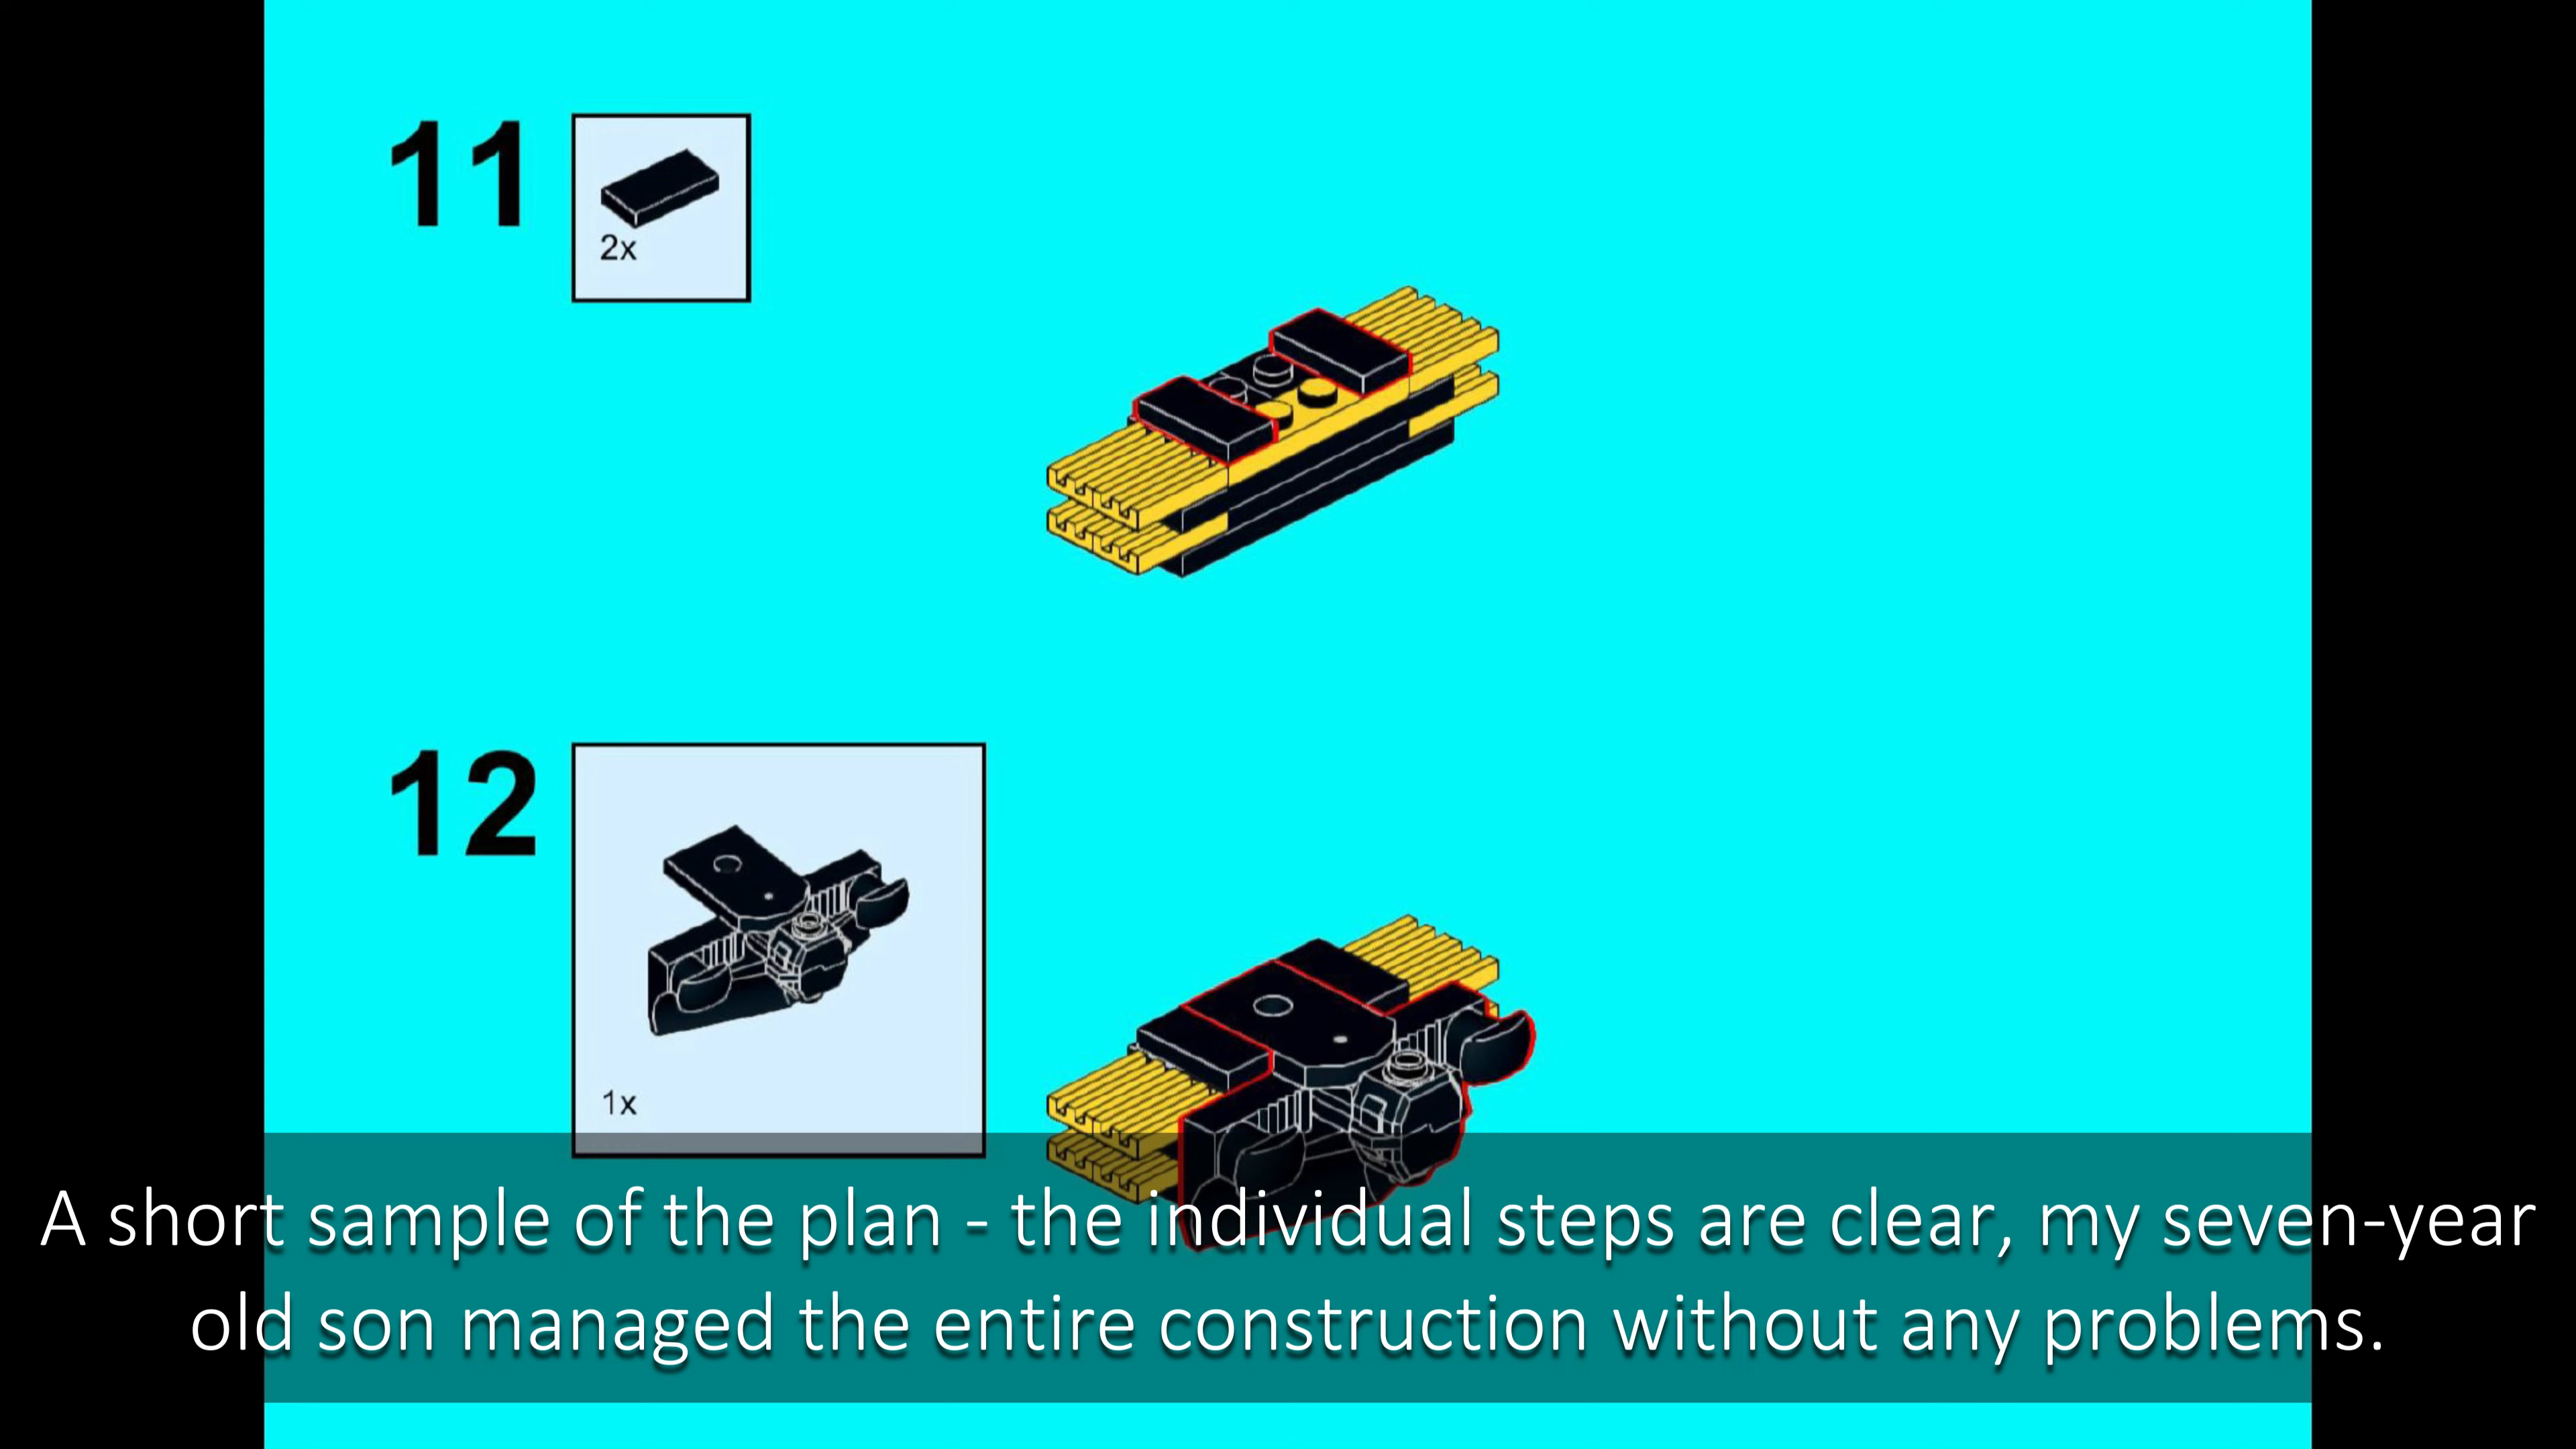 11
2x
12
1x
A short sample of the plan - the individual steps are clear, my seven-year
old son managed the entire construction without any problems.